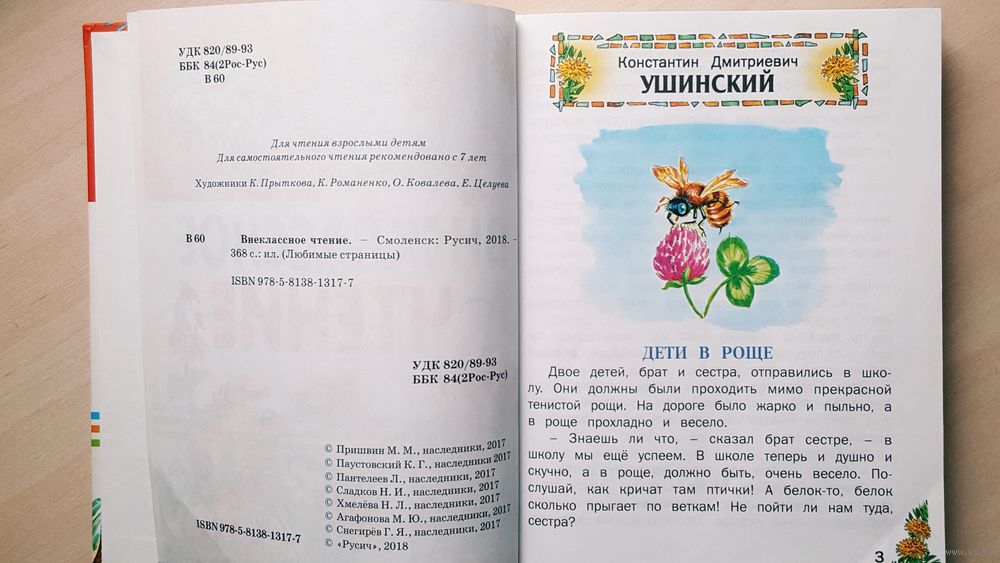 УДК 820/89-93
ББК 84(2Рос-Рус)
В 60
Для чтения взрослыми детям
Для самостоятельного чтения рекомендовано с 7 лет
Художники К. Прыткова, К. Романенко, О. Ковалева, Е. Целуева
В 60 Внеклассное чтение. – Смоленск: Русич, 2018. –
368 с.: ил. (Любимые страницы)
ISBN 978-5-8138-1317-7
УДК 820/89-93
ББК 84(2Рос-Рус)
© Пришвин М. М., наследники, 2017
© Паустовский К. Г., наследники 2017
© Пантелеев Л., наследники, 2017
© Сладков Н. И., наследники, 2017
© Хмелёва Н. Л., наследники, 2017
© Агафонова М. Ю., наследники, 2017
© Снегирёв Г. Я., наследники, 2017
© «Русич», 2018
ISBN 978-5-8138-1317-7
Константин Дмитриевич
УШИНСКИЙ
ДЕТИ В РОЩЕ
Двое детей, брат и сестра, отправились в шко-
лу. Они должны были проходить мимо прекрасной
тенистой рощи. На дороге было жарко и пыльно, а
в роще прохладно и весело.
– Знаешь ли что, – сказал брат сестре, – в
школу мы ещё успеем. В школе теперь и душно и
скучно, а в роще, должно быть, очень весело. По-
слушай, как кричат там птички! А белок-то, белок
сколько прыгает по веткам! Не пойти ли нам туда,
сестра?
3